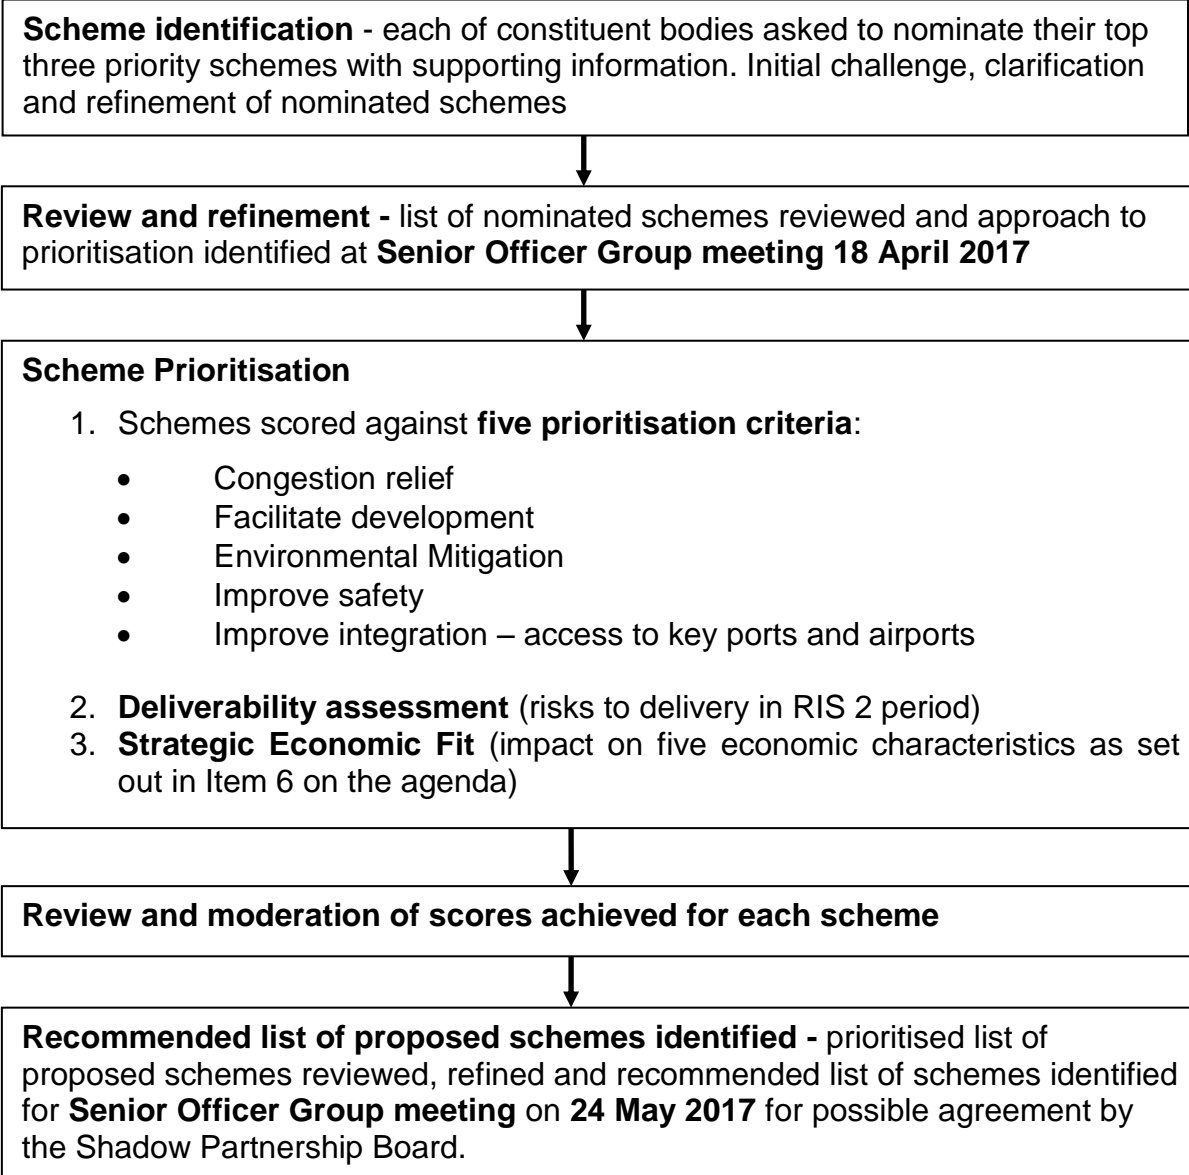 Scheme identification - each of constituent bodies asked to nominate their top
three priority schemes with supporting information. Initial challenge, clarification
and refinement of nominated schemes
Review and refinement - list of nominated schemes reviewed and approach to
prioritisation identified at Senior Officer Group meeting 18 April 2017
Scheme Prioritisation
1. Schemes scored against five prioritisation criteria:
• Congestion relief
• Facilitate development
• Environmental Mitigation
• Improve safety
• Improve integration – access to key ports and airports
2. Deliverability assessment (risks to delivery in RIS 2 period)
3. Strategic Economic Fit (impact on five economic characteristics as set
out in Item 6 on the agenda)
Review and moderation of scores achieved for each scheme
Recommended list of proposed schemes identified - prioritised list of
proposed schemes reviewed, refined and recommended list of schemes identified
for Senior Officer Group meeting on 24 May 2017 for possible agreement by
the Shadow Partnership Board.